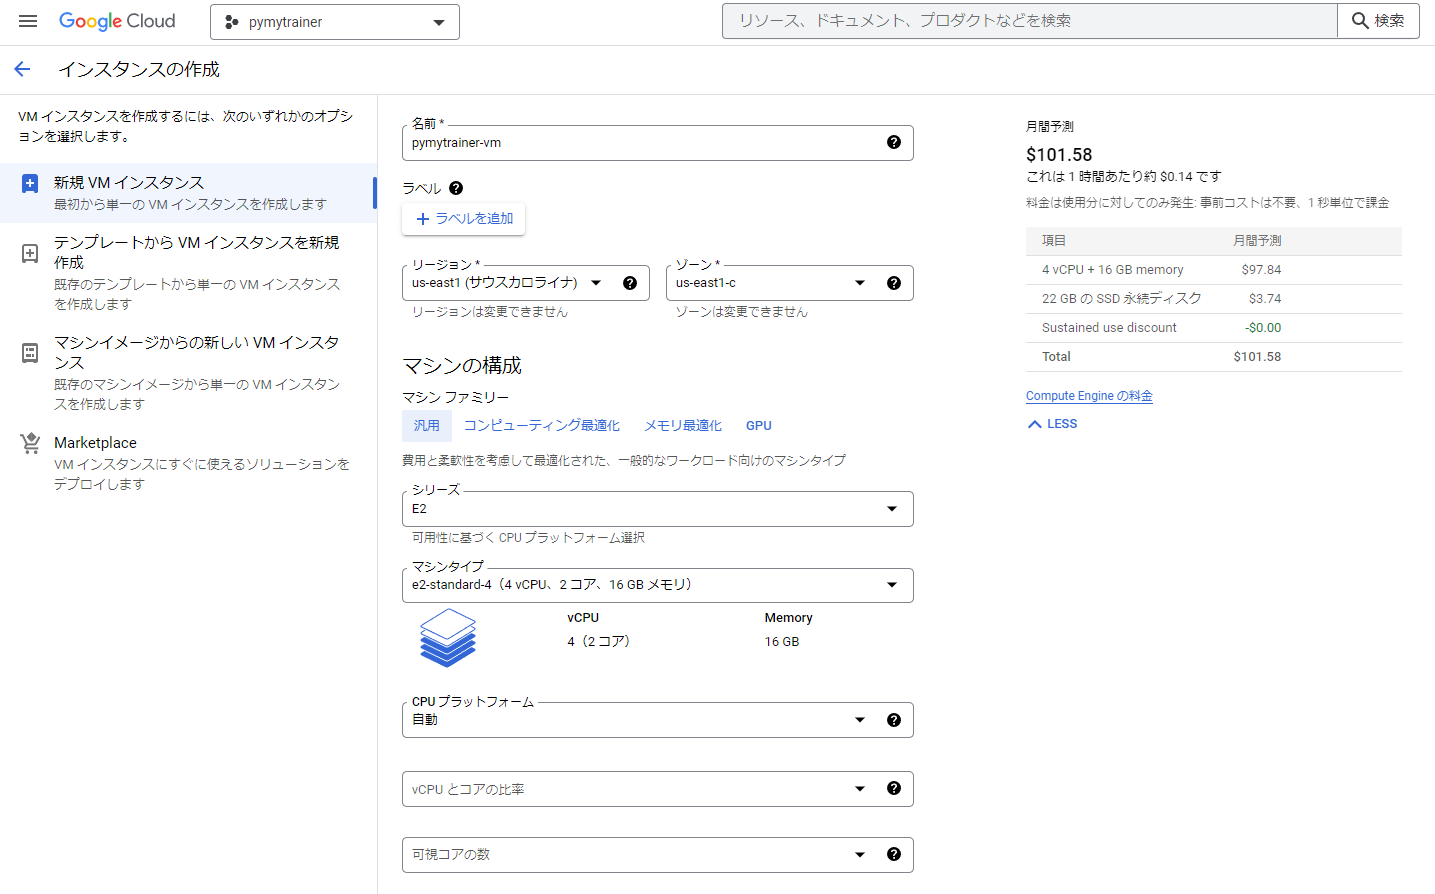 Google Cloud
pymytrainer
リソース、ドキュメント、プロダクトなどを検索
検索
インスタンスの作成
VM インスタンスを作成するには、次のいずれかのオプシ
ョンを選択します。
新規 VM インスタンス
最初から単一の VM インスタンスを作成します
テンプレートから VM インスタンスを新規
作成
既存のテンプレートから単一の VM インスタンス
を作成します
マシンイメージからの新しい VM インスタ
ンス
既存のマシンイメージから単一の VM インスタン
スを作成します
Marketplace
VM インスタンスにすぐに使えるソリューションを
デプロイします
名前 *
pymytrainer-vm
ラベル
ラベルを追加
リージョン *
us-east1 (サウスカロライナ)
リージョンは変更できません
ゾーン *
us-east1-c
ゾーンは変更できません
マシンの構成
マシン ファミリー
汎用
コンピューティング最適化
メモリ最適化
GPU
費用と柔軟性を考慮して最適化された、一般的なワークロード向けのマシンタイプ
シリーズ
E2
可用性に基づく CPU プラットフォーム選択
マシンタイプ
e2-standard-4（4 vCPU、2 コア、16 GB メモリ）
vCPU
4（2 コア）
Memory
16 GB
CPU プラットフォーム
自動
vCPU とコアの比率
可視コアの数
月間予測
$101.58
これは 1 時間あたり約 $0.14 です
料金は使用分に対してのみ発生: 事前コストは不要、1 秒単位で課金
項目 月間予測
4 vCPU + 16 GB memory $97.84
22 GB の SSD 永続ディスク $3.74
Sustained use discount -$0.00
Total $101.58
Compute Engine の料金
LESS